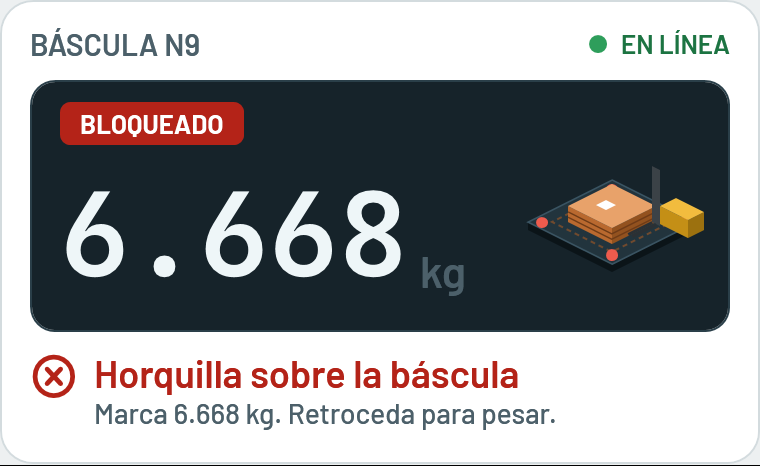 BÁSCULA N9
EN LÍNEA
BLOQUEADO
6.668 kg
Horquilla sobre la báscula
Marca 6.668 kg. Retroceda para pesar.